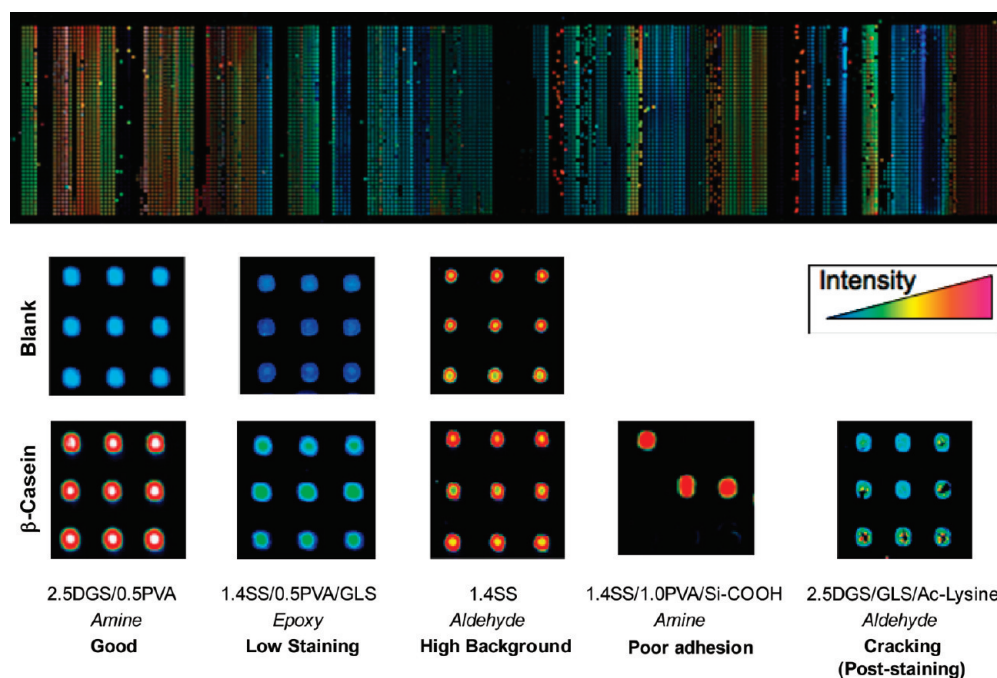 Intensity
Blank
β-Casein
2.5DGS/0.5PVA
Amine
Good
1.4SS/0.5PVA/GLS
Epoxy
Low Staining
1.4SS
Aldehyde
High Background
1.4SS/1.0PVA/Si-COOH
Amine
Poor adhesion
2.5DGS/GLS/Ac-Lysine
Aldehyde
Cracking
(Post-staining)